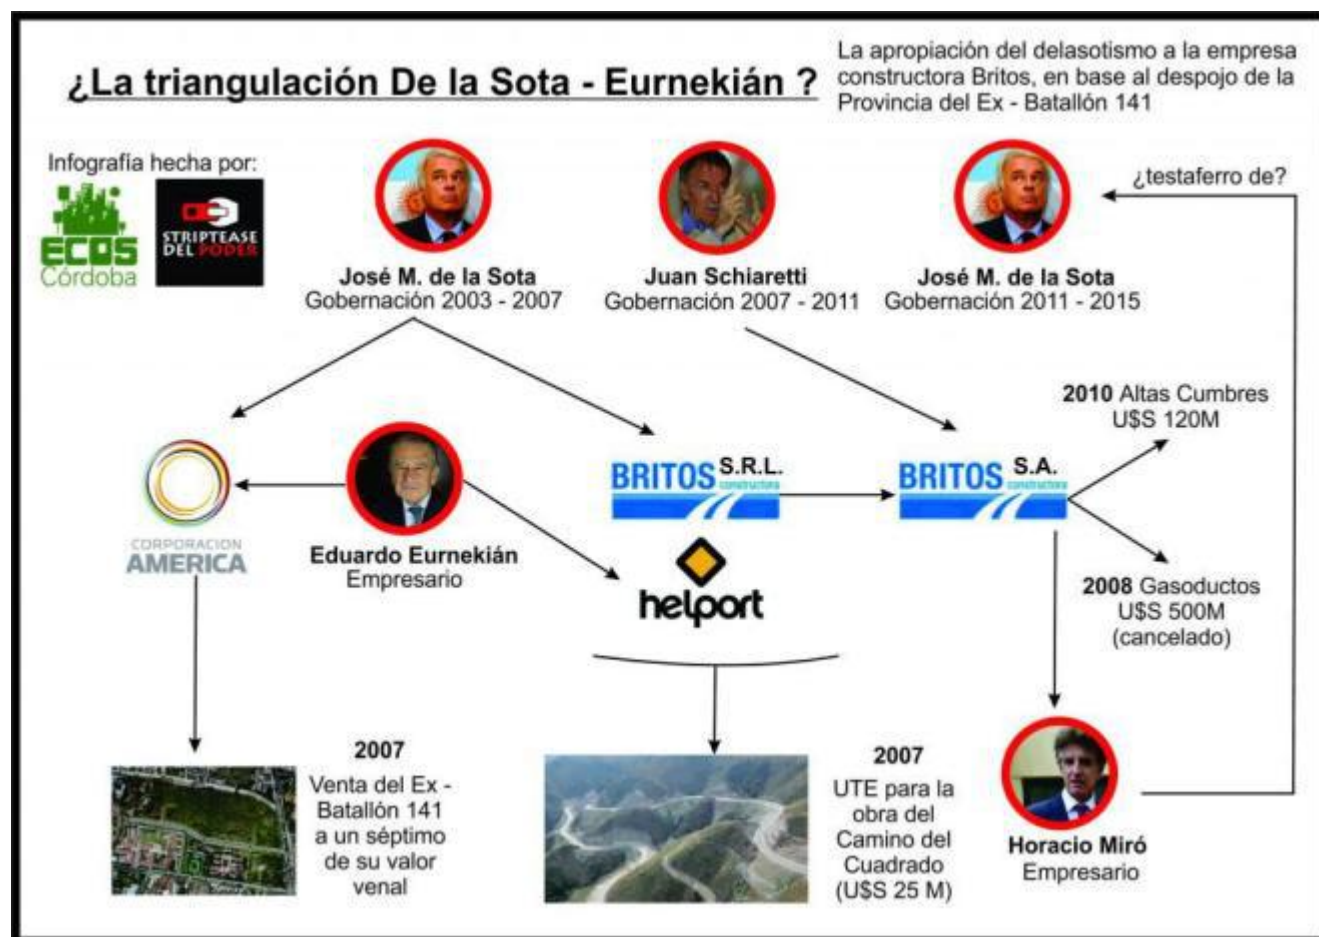 ¿La triangulación De la Sota - Eurnekián ?
La apropiación del delasotismo a la empresa
constructora Britos, en base al despojo de la
Provincia del Ex - Batallón 141
Infografía hecha por:
ECOS
Córdoba
STRIPTEASE
DEL PODER
José M. de la Sota
Gobernación 2003 - 2007
Juan Schiaretti
Gobernación 2007 - 2011
José M. de la Sota
Gobernación 2011 - 2015
¿testaferro de?
CORPORACION
AMERICA
Eduardo Eurnekián
Empresario
BRITOS S.R.L.
constructora
helport
BRITOS S.A.
constructora
2010 Altas Cumbres
U$S 120M
2008 Gasoductos
U$S 500M
(cancelado)
2007
Venta del Ex -
Batallón 141
a un séptimo
de su valor
venal
2007
UTE para la
obra del
Camino del
Cuadrado
(U$S 25 M)
Horacio Miró
Empresario